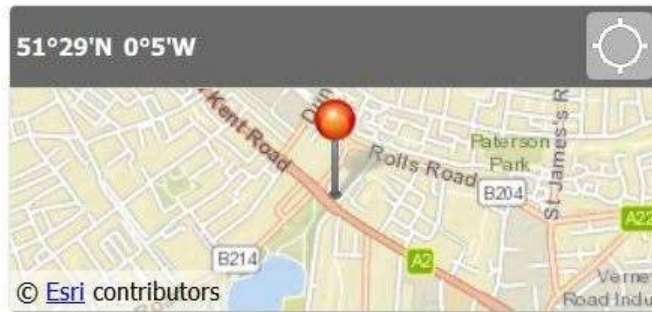 51°29'N 0°5'W
Dun
Kent Road
Rolls Road
Paterson
Park
St James's R
B204
A22
A2
B214
Verne
Road Indu
© Esri contributors